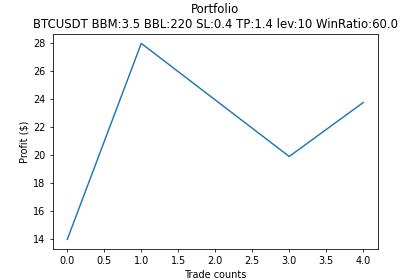 Portfolio
BTCUSDT BBM:3.5 BBL:220 SL:0.4 TP:1.4 lev:10 WinRatio:60.0
28
26
24
22
20
18
16
14
Profit ($)
0.0 0.5 1.0 1.5 2.0 2.5 3.0 3.5 4.0
Trade counts